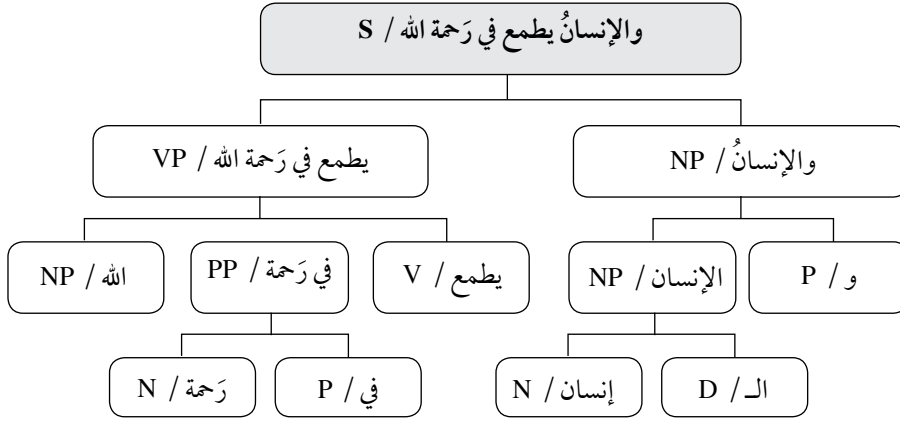 والإنسانُ يطمع في رَحمة الله / S
والإنسانُ / NP
يطمع في رَحمة الله / VP
و / P
الإنسان / NP
يطمع / V
في رَحمة / PP
الله / NP
الـ / D
إنسان / N
في / P
رَحمة / N